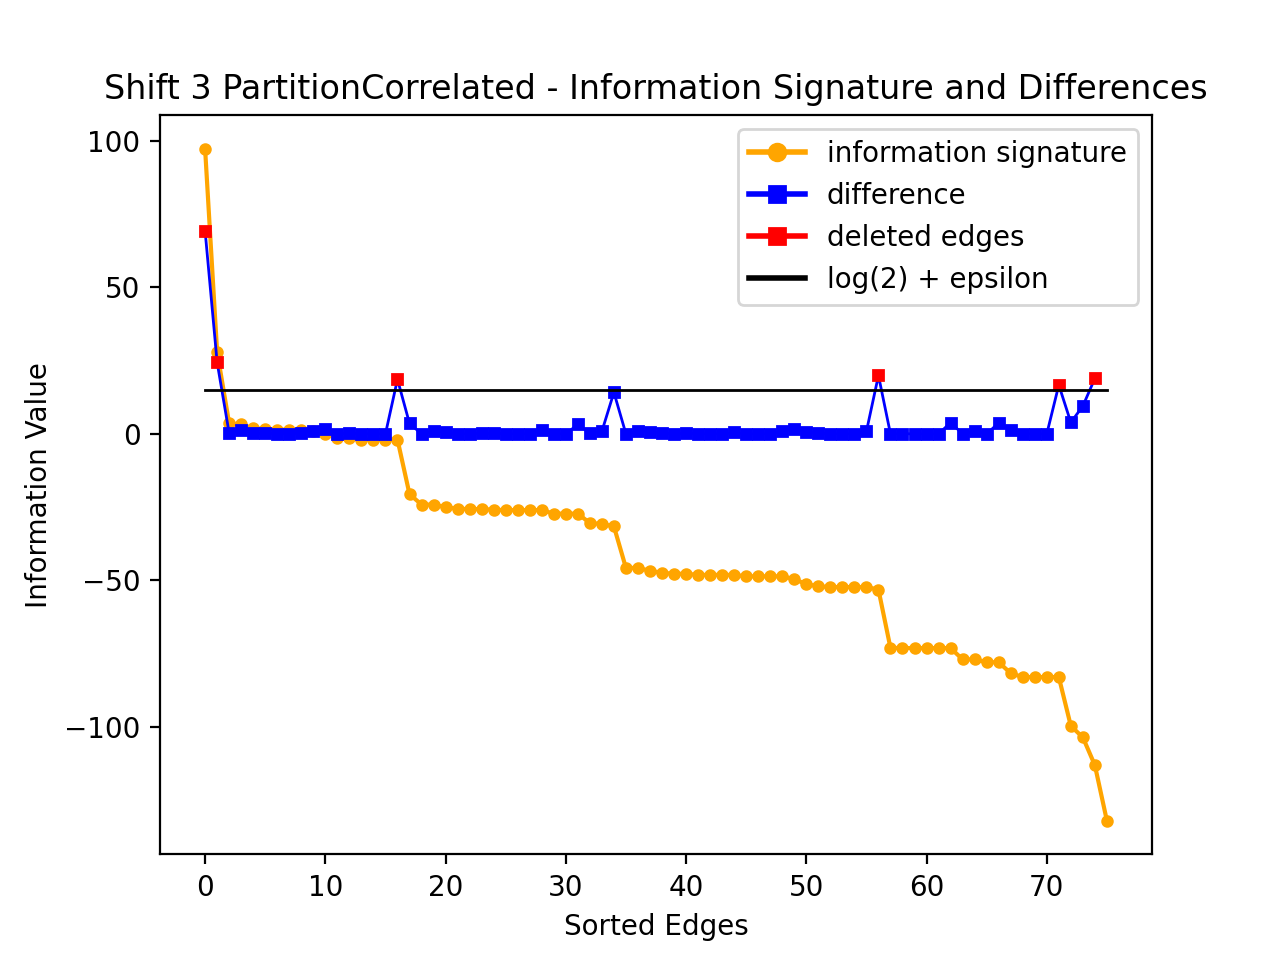 Shift 3 PartitionCorrelated - Information Signature and Differences
information signature
difference
deleted edges
log(2) + epsilon
Information Value
100
50
0
−50
−100
0 10 20 30 40 50 60 70
Sorted Edges